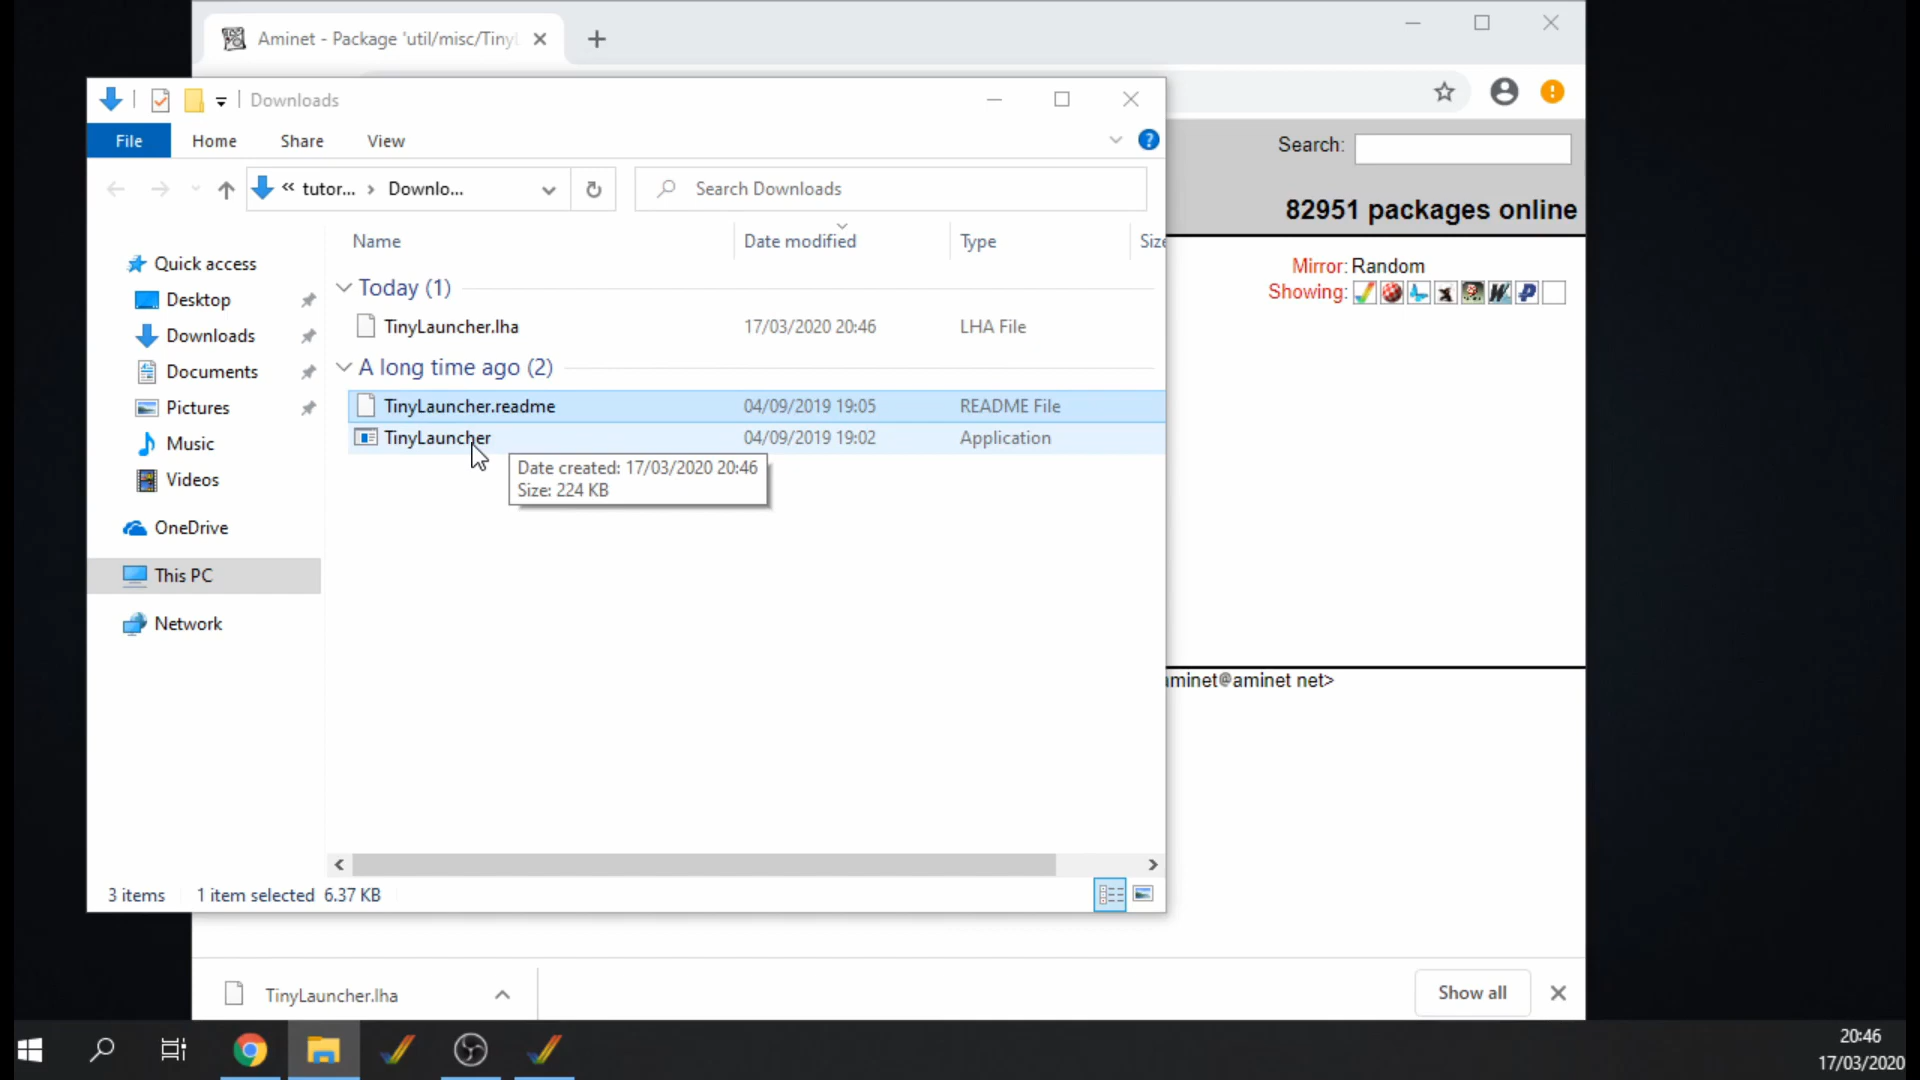 Aminet - Package 'util/misc/Tiny
Downloads
File Home Share View
tutor... Downlo...
Search Downloads
Search:
82951 packages online
Mirror: Random
Showing:
Name Date modified Type Size
Quick access
Desktop
Downloads
Documents
Pictures
Music
Videos
OneDrive
This PC
Network
Today (1)
TinyLauncher.lha 17/03/2020 20:46 LHA File
A long time ago (2)
TinyLauncher.readme 04/09/2019 19:05 README File
TinyLauncher 04/09/2019 19:02 Application
Date created: 17/03/2020 20:46
Size: 224 KB
aminet@aminet net>
3 items 1 item selected 6.37 KB
TinyLauncher.lha
Show all
20:46
17/03/2020